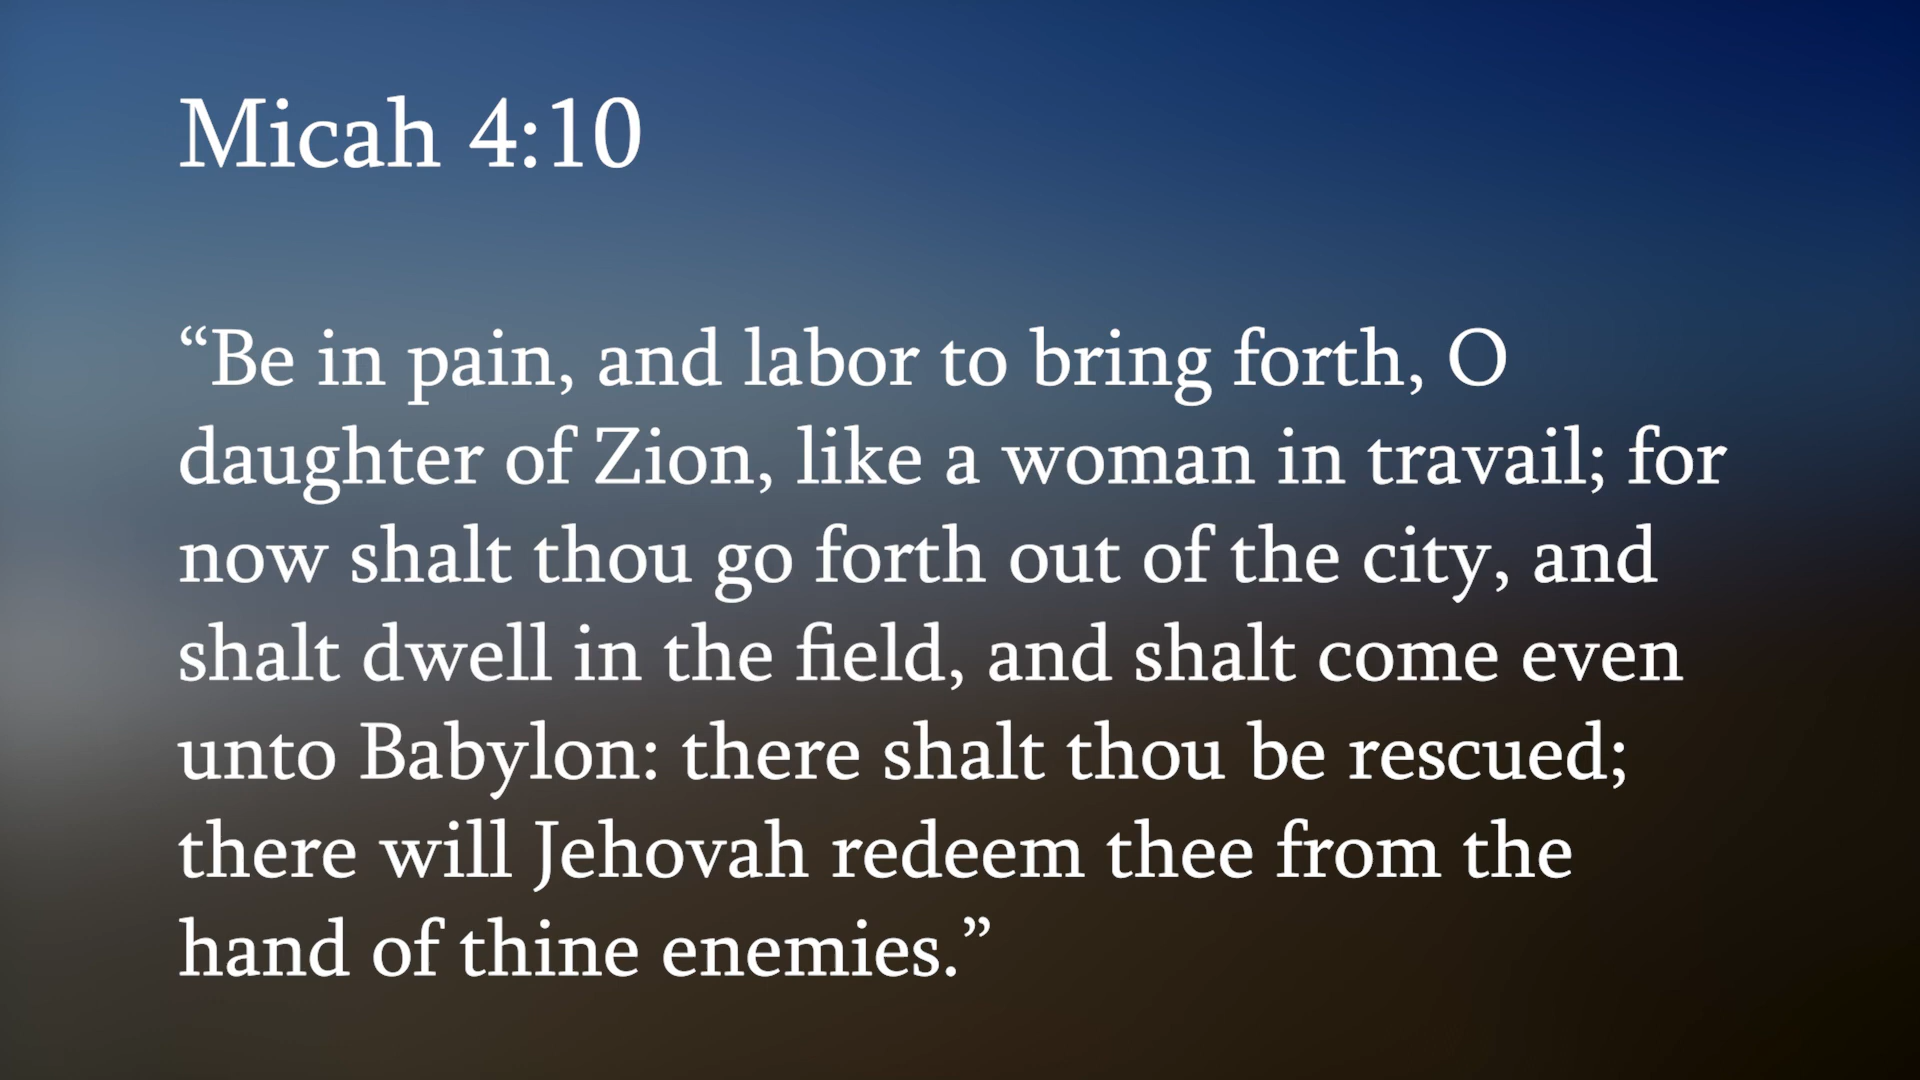 Micah 4:10
“Be in pain, and labor to bring forth, O
daughter of Zion, like a woman in travail; for
now shalt thou go forth out of the city, and
shalt dwell in the field, and shalt come even
unto Babylon: there shalt thou be rescued;
there will Jehovah redeem thee from the
hand of thine enemies.”